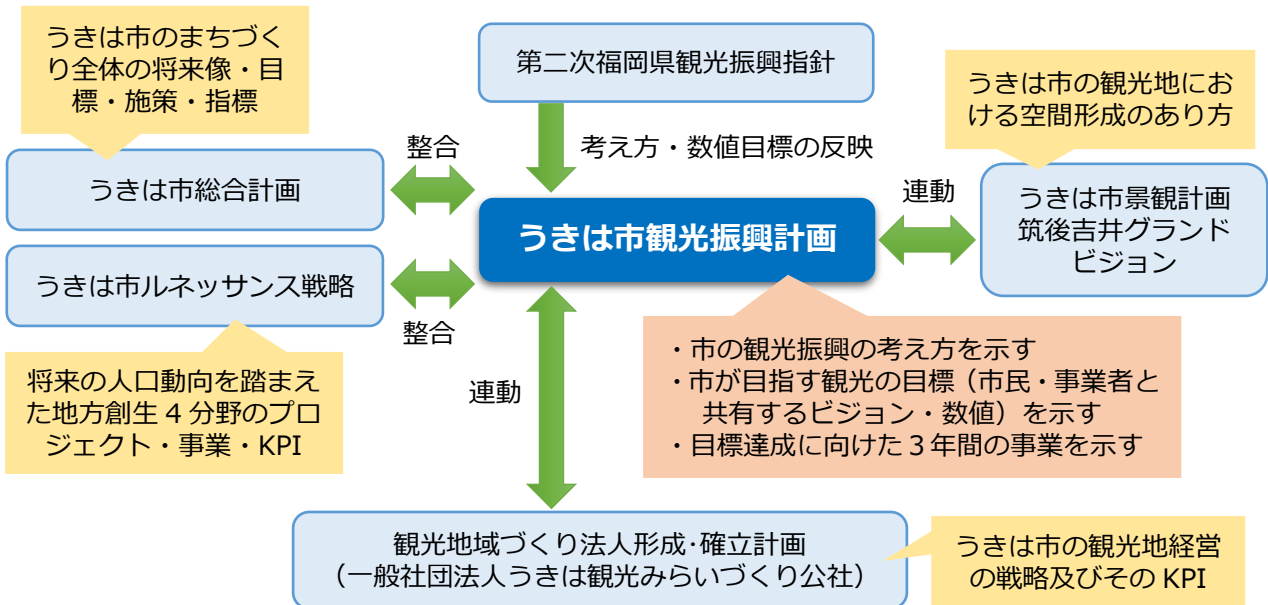 うきは市のまちづく
り全体の将来像・目
標・施策・指標
第二次福岡県観光振興指針
うきは市の観光地にお
ける空間形成のあり方
整合
考え方・数値目標の反映
うきは市総合計画
連動
うきは市景観計画
筑後吉井グランド
ビジョン
うきは市観光振興計画
うきは市ルネッサンス戦略
整合
・市の観光振興の考え方を示す
・市が目指す観光の目標（市民・事業者と
共有するビジョン・数値）を示す
・目標達成に向けた３年間の事業を示す
将来の人口動向を踏まえ
た地方創生 4 分野のプロ
ジェクト・事業・KPI
連動
観光地域づくり法人形成･確立計画
（一般社団法人うきは観光みらいづくり公社）
うきは市の観光地経営
の戦略及びその KPI